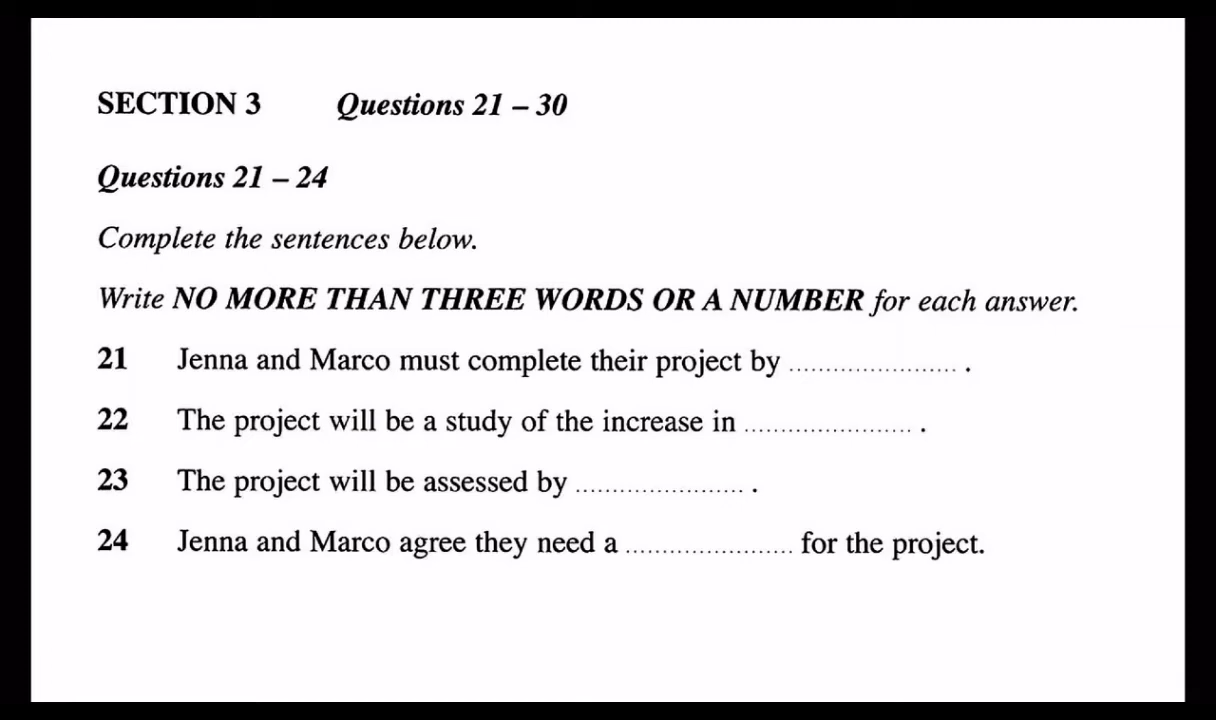 SECTION 3 Questions 21 – 30
Questions 21 – 24
Complete the sentences below.
Write NO MORE THAN THREE WORDS OR A NUMBER for each answer.
21 Jenna and Marco must complete their project by ........................ .
22 The project will be a study of the increase in ........................ .
23 The project will be assessed by ........................ .
24 Jenna and Marco agree they need a ........................ for the project.